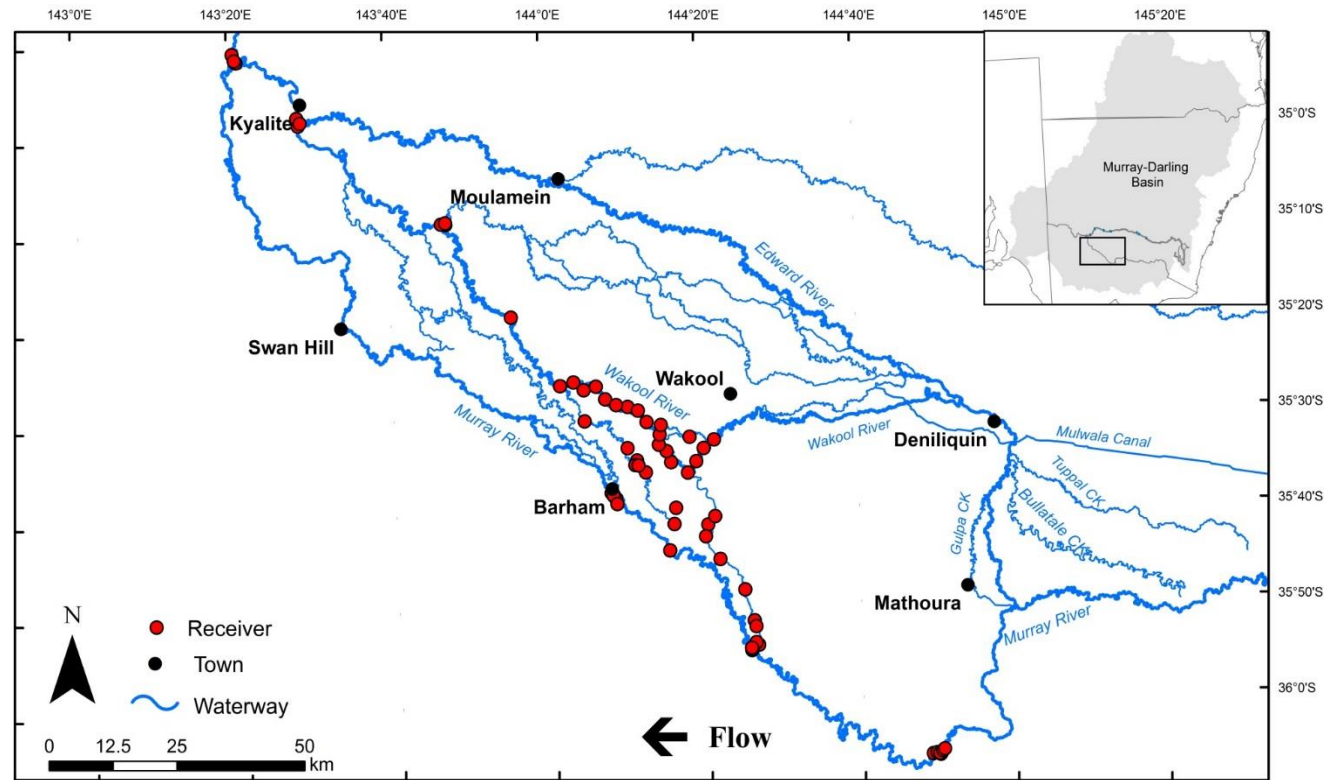 143°0'E 143°20'E 143°40'E 144°0'E 144°20'E 144°40'E 145°0'E 145°20'E
Murray-Darling
Basin
35°0'S
35°10'S
35°20'S
35°30'S
35°40'S
35°50'S
36°0'S
Kyalite
Moulamein
Edward River
Swan Hill
Wakool
Wakool River
Murray River
Wakool River
Deniliquin
Mulwala Canal
Tuppal CK
Bullatale CK
Barham
Gulpa CK
Mathoura
Murray River
N
Receiver
Town
Waterway
0 12.5 25 50
km
Flow